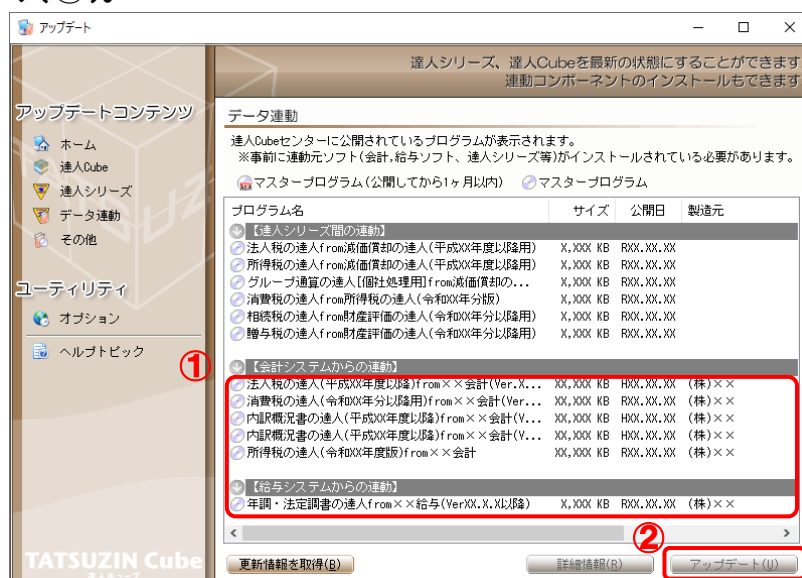 アップデート
達人シリーズ、達人Cubeを最新の状態にすることができます
連動コンポーネントのインストールもできます
アップデートコンテンツ
ホーム
達人Cube
達人シリーズ
データ連動
その他
ユーティリティ
オプション
ヘルプトピック
データ連動
達人Cubeセンターに公開されているプログラムが表示されます。
※事前に連動元ソフト(会計,給与ソフト、達人シリーズ等)がインストールされている必要があります。
マスタープログラム(公開してから1ヶ月以内) マスタープログラム
プログラム名 サイズ 公開日 製造元
【達人シリーズ間の連動】
法人税の達人from減価償却の達人(平成XX年度以降用) X,XXX KB RXX.XX.XX
所得税の達人from減価償却の達人(平成XX年度以降用) X,XXX KB RXX.XX.XX
グループ通算の達人[個社処理用]from減価償却の... X,XXX KB RXX.XX.XX
消費税の達人from所得税の達人(令和XX年分版) X,XXX KB RXX.XX.XX
相続税の達人from財産評価の達人(令和XX年分以降用) X,XXX KB RXX.XX.XX
贈与税の達人from財産評価の達人(令和XX年分以降用) X,XXX KB RXX.XX.XX
①
【会計システムからの連動】
法人税の達人(平成XX年度以降)from××会計(Ver.X... XX,XXX KB HXX.XX.XX (株)××
消費税の達人(令和XX年分以降用)from××会計(Ver... XX,XXX KB RXX.XX.XX (株)××
内訳概況書の達人(平成XX年度以降)from××会計(V... XX,XXX KB HXX.XX.XX (株)××
内訳概況書の達人(平成XX年度以降)from××会計(V... XX,XXX KB HXX.XX.XX (株)××
所得税の達人(令和XX年度版)from××会計 XX,XXX KB RXX.XX.XX (株)××
【給与システムからの連動】
年調・法定調書の達人from××給与(VerXX.X.X以降) X,XXX KB RXX.XX.XX (株)××
②
更新情報を取得(B) 詳細情報(R) アップデート(U)
TATSUZIN Cube
達人キューブ